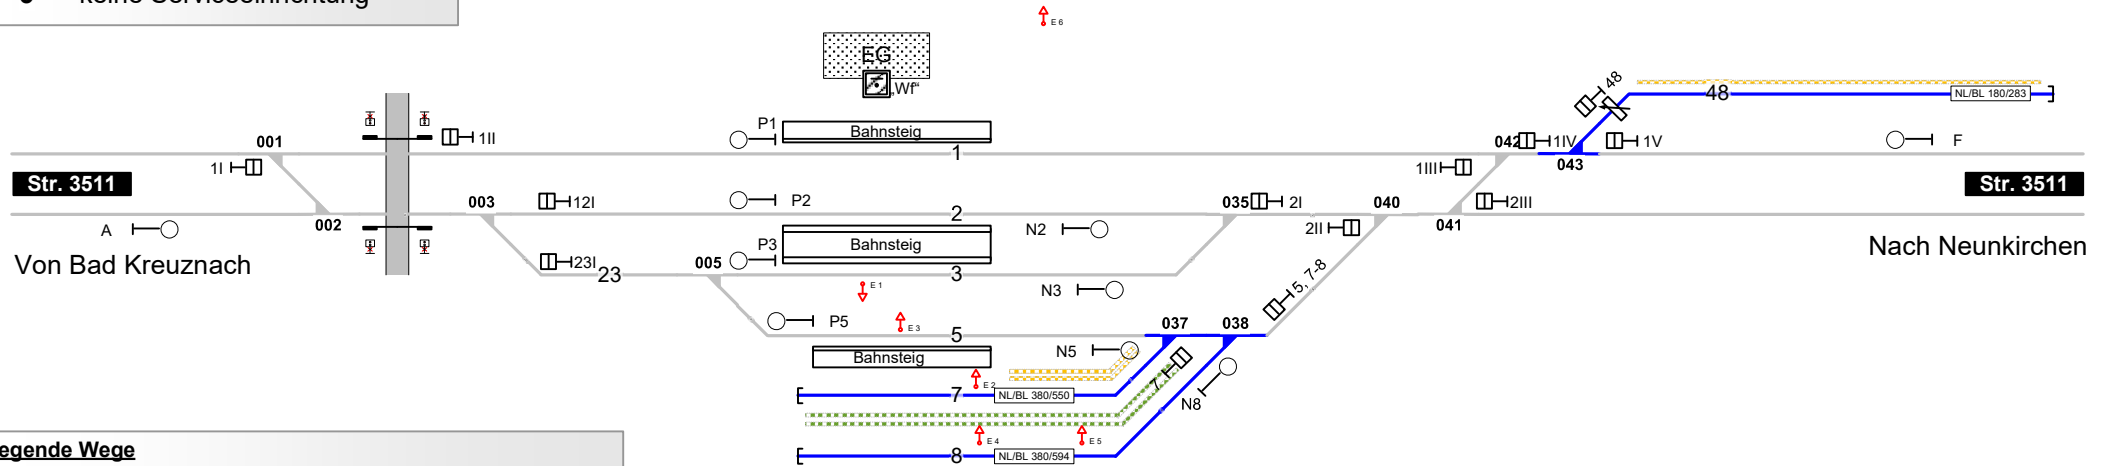 keine Serviceeinrichtung
E 6
EG
„Wf“
48
48
NL/BL 180/283
001
1II
P1
Bahnsteig
1
042
1IV
1V
F
043
1I
1III
Str. 3511
Str. 3511
003
12I
P2
2
035
2I
040
2III
002
041
A
P3
Bahnsteig
N2
2II
Nach Neunkirchen
Von Bad Kreuznach
23I
23
005
3
5, 7-8
E 1
N3
P5
E 3
037
038
5
Bahnsteig
N5
7
E 2
7
NL/BL 380/550
N8
E 4
E 5
8
NL/BL 380/594
egende Wege